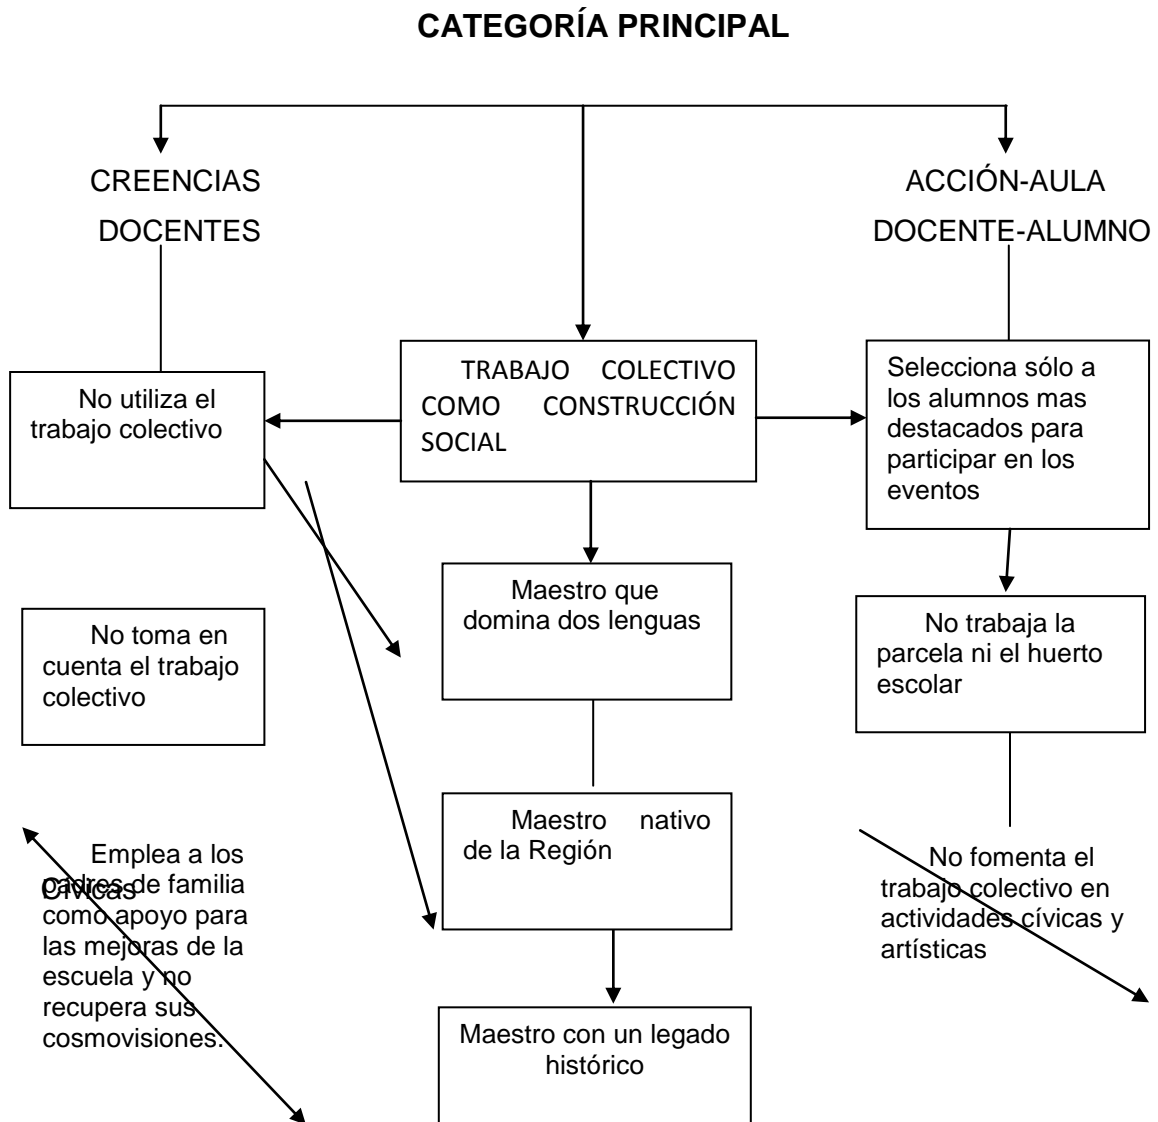 CATEGORÍA PRINCIPAL
CREENCIAS
DOCENTES
ACCIÓN-AULA
DOCENTE-ALUMNO
No utiliza el
trabajo colectivo
TRABAJO COLECTIVO
COMO CONSTRUCCIÓN
SOCIAL
Selecciona sólo a
los alumnos mas
destacados para
participar en los
eventos
No toma en
cuenta el trabajo
colectivo
Maestro que
domina dos lenguas
No trabaja la
parcela ni el huerto
escolar
Emplea a los
padres de familia
Cívicas
como apoyo para
las mejoras de la
escuela y no
recupera sus
cosmovisiones.
Maestro nativo
de la Región
No fomenta el
trabajo colectivo en
actividades cívicas y
artísticas
Maestro con un legado
histórico